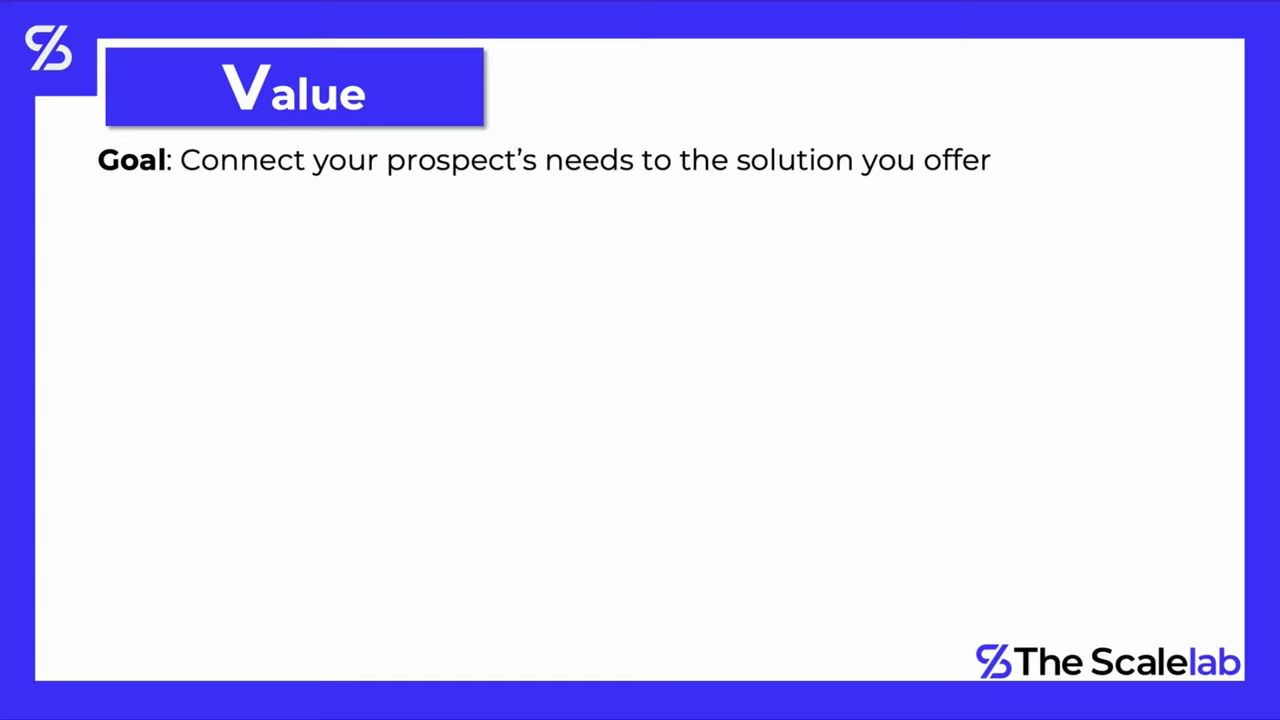 Value
Goal: Connect your prospect’s needs to the solution you offer
The Scalelab